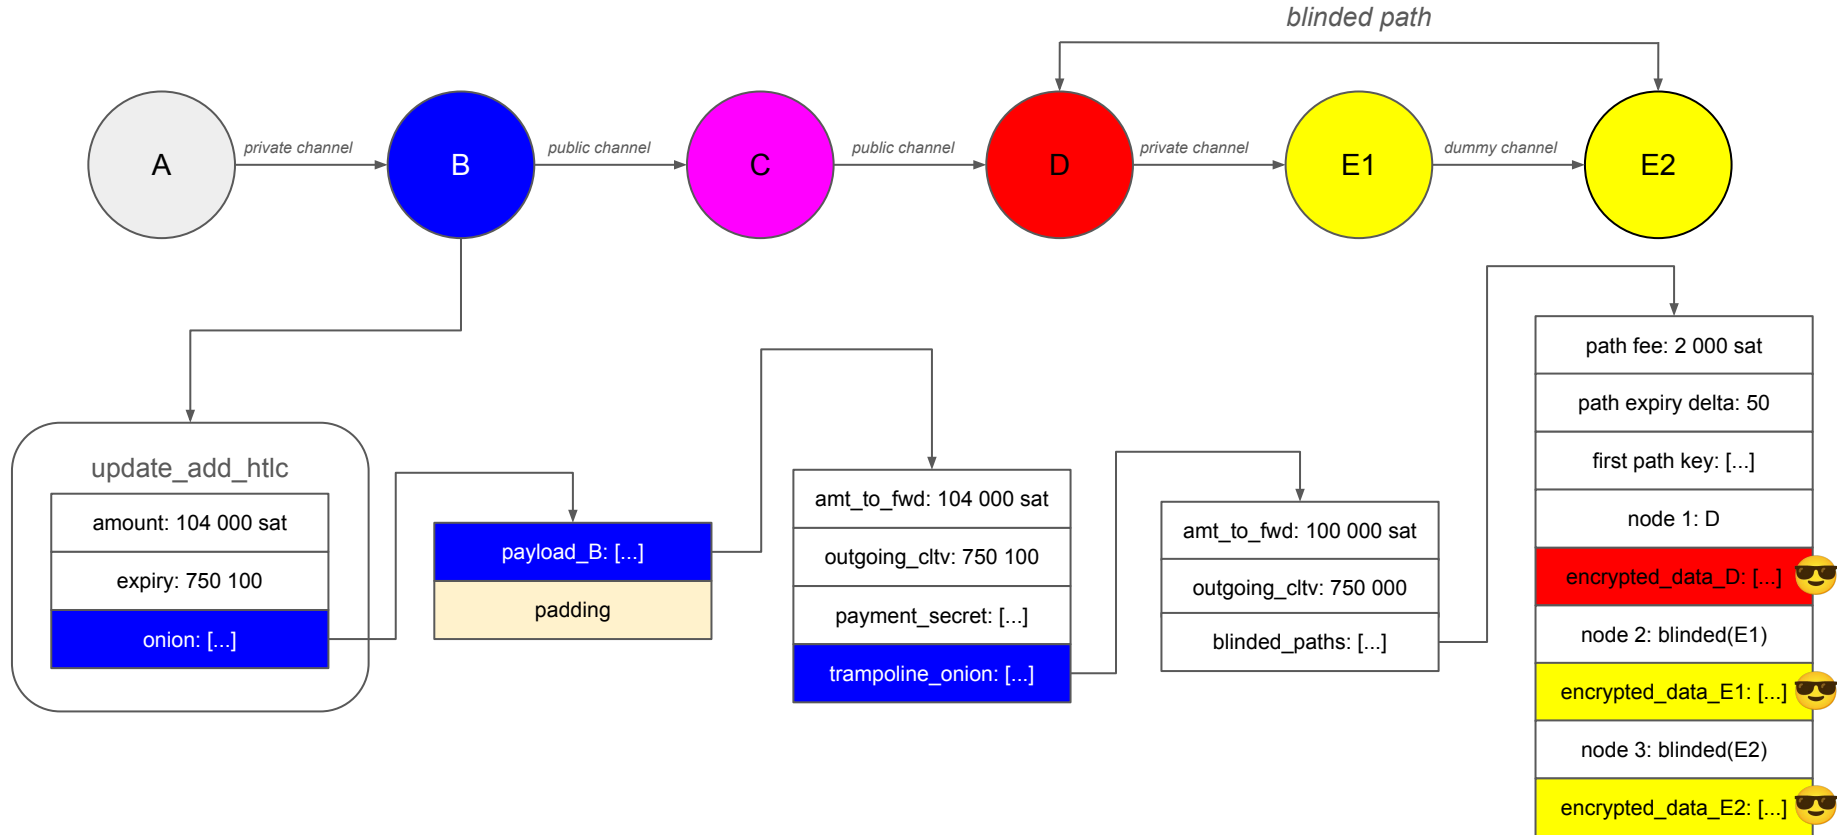 blinded path
A
private channel
B
public channel
C
public channel
D
private channel
E1
dummy channel
E2
update_add_htlc
amount: 104 000 sat
expiry: 750 100
onion: [...]
payload_B: [...]
padding
amt_to_fwd: 104 000 sat
outgoing_cltv: 750 100
payment_secret: [...]
trampoline_onion: [...]
amt_to_fwd: 100 000 sat
outgoing_cltv: 750 000
blinded_paths: [...]
path fee: 2 000 sat
path expiry delta: 50
first path key: [...]
node 1: D
encrypted_data_D: [...]
node 2: blinded(E1)
encrypted_data_E1: [...]
node 3: blinded(E2)
encrypted_data_E2: [...]